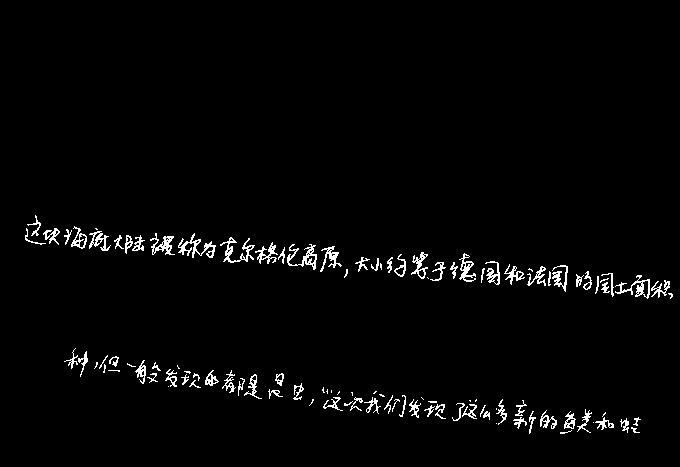 这块海底大陆被称为克尔格伦高原,大小约等于德国和法国的国土面积
种,但一般发现的都是昆虫,“这次我们发现了这么多新的鱼类和蛙